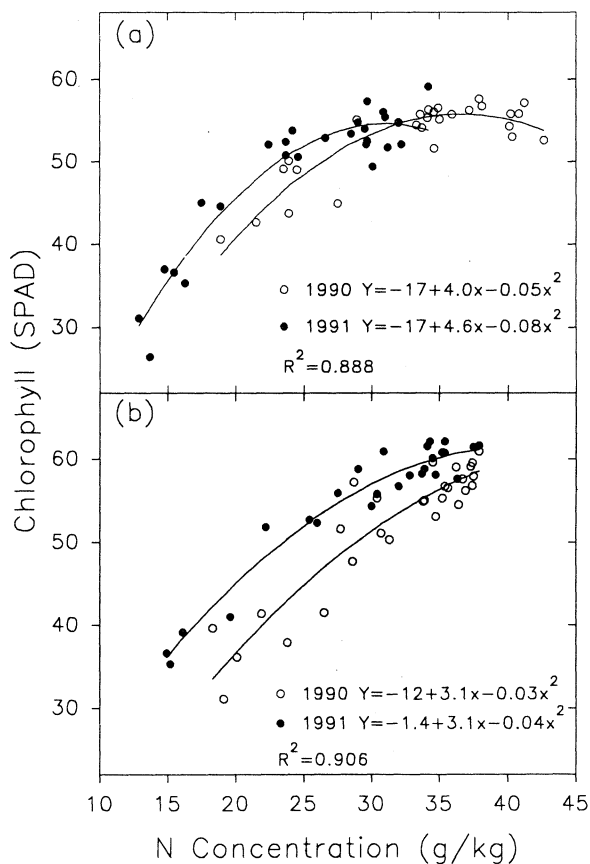 (a)
60
50
40
30
○ 1990 Y=−17+4.0x−0.05x²
● 1991 Y=−17+4.6x−0.08x²
R²=0.888
Chlorophyll (SPAD)
(b)
60
50
40
30
○ 1990 Y=−12+3.1x−0.03x²
● 1991 Y=−1.4+3.1x−0.04x²
R²=0.906
10 15 20 25 30 35 40 45
N Concentration (g/kg)